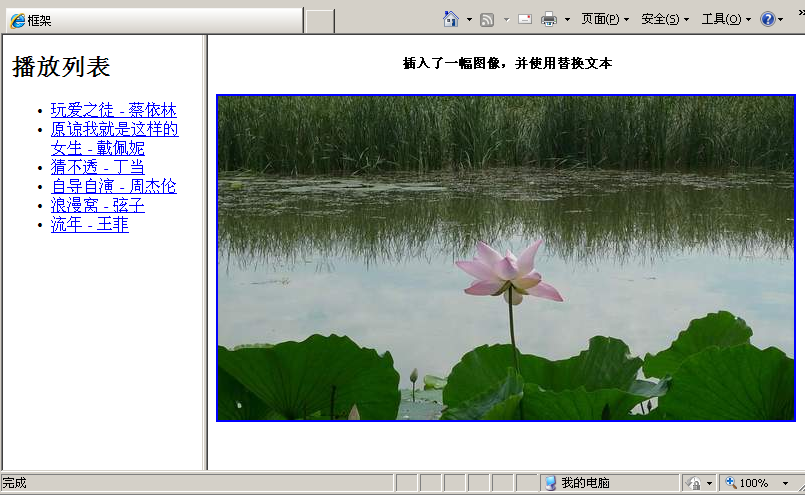 框架
页面(P)
安全(S)
工具(O)
播放列表
玩爱之徒 - 蔡依林
原谅我就是这样的
女生 - 戴佩妮
猜不透 - 丁当
自导自演 - 周杰伦
浪漫窝 - 弦子
流年 - 王菲
插入了一幅图像，并使用替换文本
完成
我的电脑
100%